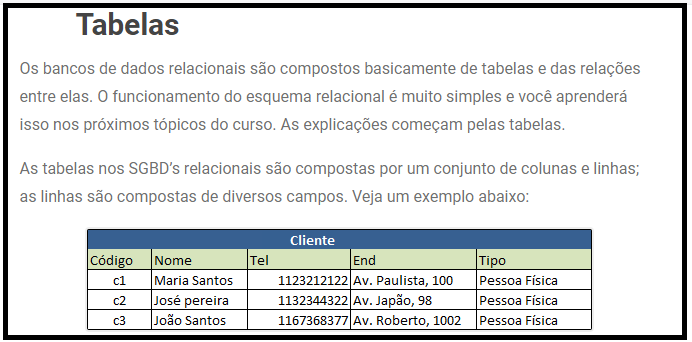 Tabelas
Os bancos de dados relacionais são compostos basicamente de tabelas e das relações
entre elas. O funcionamento do esquema relacional é muito simples e você aprenderá
isso nos próximos tópicos do curso. As explicações começam pelas tabelas.
As tabelas nos SGBD’s relacionais são compostas por um conjunto de colunas e linhas;
as linhas são compostas de diversos campos. Veja um exemplo abaixo:
Cliente
Código Nome Tel End Tipo
c1 Maria Santos 1123212122 Av. Paulista, 100 Pessoa Física
c2 José pereira 1132344322 Av. Japão, 98 Pessoa Física
c3 João Santos 1167368377 Av. Roberto, 1002 Pessoa Física